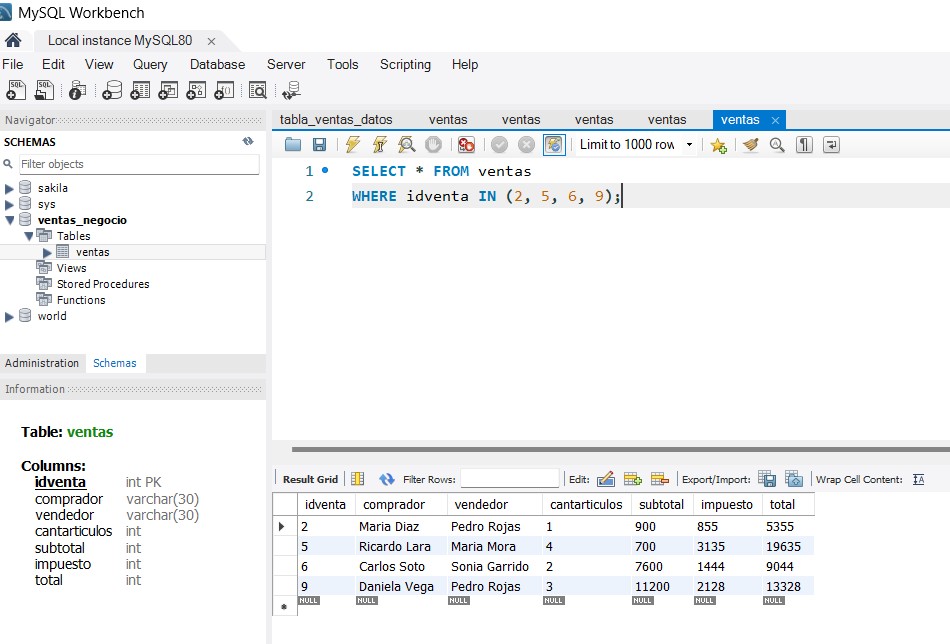 MySQL Workbench
Local instance MySQL80 ×
File Edit View Query Database Server Tools Scripting Help
Navigator
SCHEMAS
Filter objects
sakila
sys
ventas_negocio
Tables
ventas
Views
Stored Procedures
Functions
world
Administration Schemas
Information
Table: ventas
Columns:
idventa int PK
comprador varchar(30)
vendedor varchar(30)
cantarticulos int
subtotal int
impuesto int
total int
tabla_ventas_datos ventas ventas ventas ventas ventas ×
Limit to 1000 row
1 SELECT * FROM ventas
2 WHERE idventa IN (2, 5, 6, 9);
Result Grid Filter Rows: Edit: Export/Import: Wrap Cell Content:
idventa comprador vendedor cantarticulos subtotal impuesto total
2 Maria Diaz Pedro Rojas 1 900 855 5355
5 Ricardo Lara Maria Mora 4 700 3135 19635
6 Carlos Soto Sonia Garrido 2 7600 1444 9044
9 Daniela Vega Pedro Rojas 3 11200 2128 13328
NULL NULL NULL NULL NULL NULL NULL